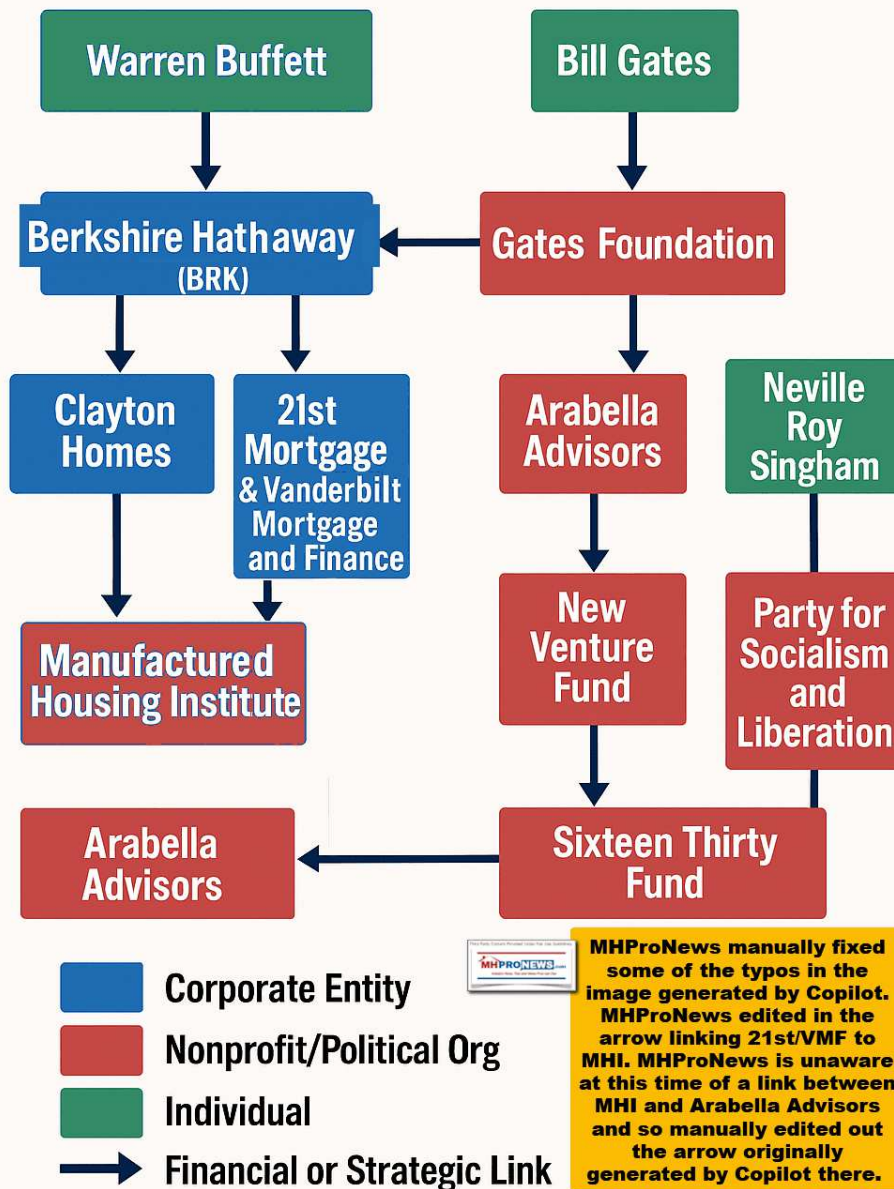 Warren Buffett
Bill Gates
Berkshire Hathaway
(BRK)
Gates Foundation
Clayton
Homes
21st
Mortgage
& Vanderbilt
Mortgage
and Finance
Arabella
Advisors
Neville
Roy
Singham
Manufactured
Housing Institute
New
Venture
Fund
Party for
Socialism
and
Liberation
Arabella
Advisors
Sixteen Thirty
Fund
Corporate Entity
Nonprofit/Political Org
Individual
Financial or Strategic Link
MHPRONEWS.com
MHProNews manually fixed
some of the typos in the
image generated by Copilot.
MHProNews edited in the
arrow linking 21st/VMF to
MHI. MHProNews is unaware
at this time of a link between
MHI and Arabella Advisors
and so manually edited out
the arrow originally
generated by Copilot there.